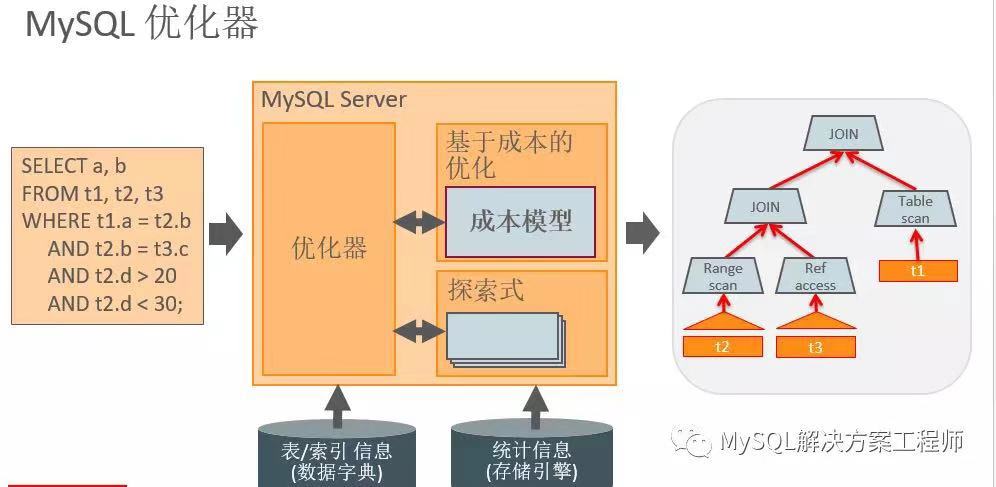 MySQL 优化器
SELECT a, b
FROM t1, t2, t3
WHERE t1.a = t2.b
AND t2.b = t3.c
AND t2.d > 20
AND t2.d < 30;
MySQL Server
优化器
基于成本的
优化
成本模型
探索式
表/索引 信息
(数据字典)
统计信息
(存储引擎)
JOIN
JOIN
Table
scan
Range
scan
Ref
access
t1
t2
t3
MySQL解决方案工程师